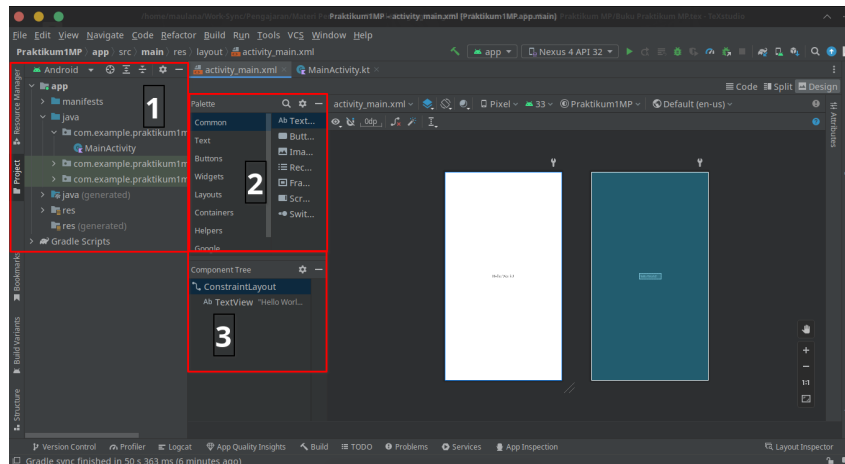 Praktikum1MP – activity_main.xml [Praktikum1MP.app.main]
File Edit View Navigate Code Refactor Build Run Tools VCS Window Help
Praktikum1MP app src main res layout activity_main.xml app Nexus 4 API 32
Android activity_main.xml MainActivity.kt
Resource Manager
Project
Bookmarks
Build Variants
Structure
app
manifests
java
com.example.praktikum1m
MainActivity
com.example.praktikum1m
com.example.praktikum1m
java (generated)
res
res (generated)
Gradle Scripts
1
Code Split Design
Palette
Common
Text
Buttons
Widgets
Layouts
Containers
Helpers
Google
Ab Text...
Butt...
Ima...
Rec...
Fra...
Scr...
Swit...
2
activity_main.xml Pixel 33 Praktikum1MP Default (en-us)
0dp
Attributes
Component Tree
ConstraintLayout
Ab TextView "Hello Worl...
3
1:1
Version Control Profiler Logcat App Quality Insights Build TODO Problems Services App Inspection Layout Inspector
Gradle sync finished in 50 s 363 ms (6 minutes ago)